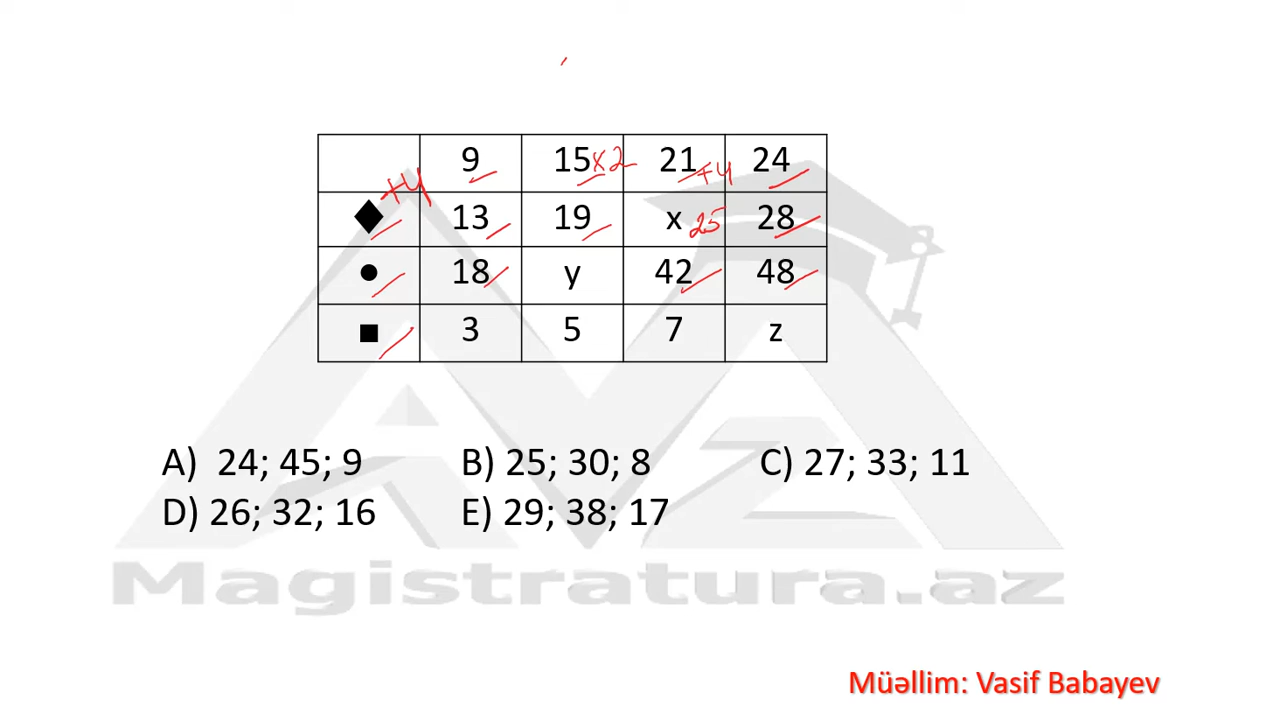 9 15 x2 21 +4 24
♦ +4 13 19 x 25 28
● 18 y 42 48
■ 3 5 7 z
A) 24; 45; 9 B) 25; 30; 8 C) 27; 33; 11
D) 26; 32; 16 E) 29; 38; 17
Magistratura.az
Müəllim: Vasif Babayev